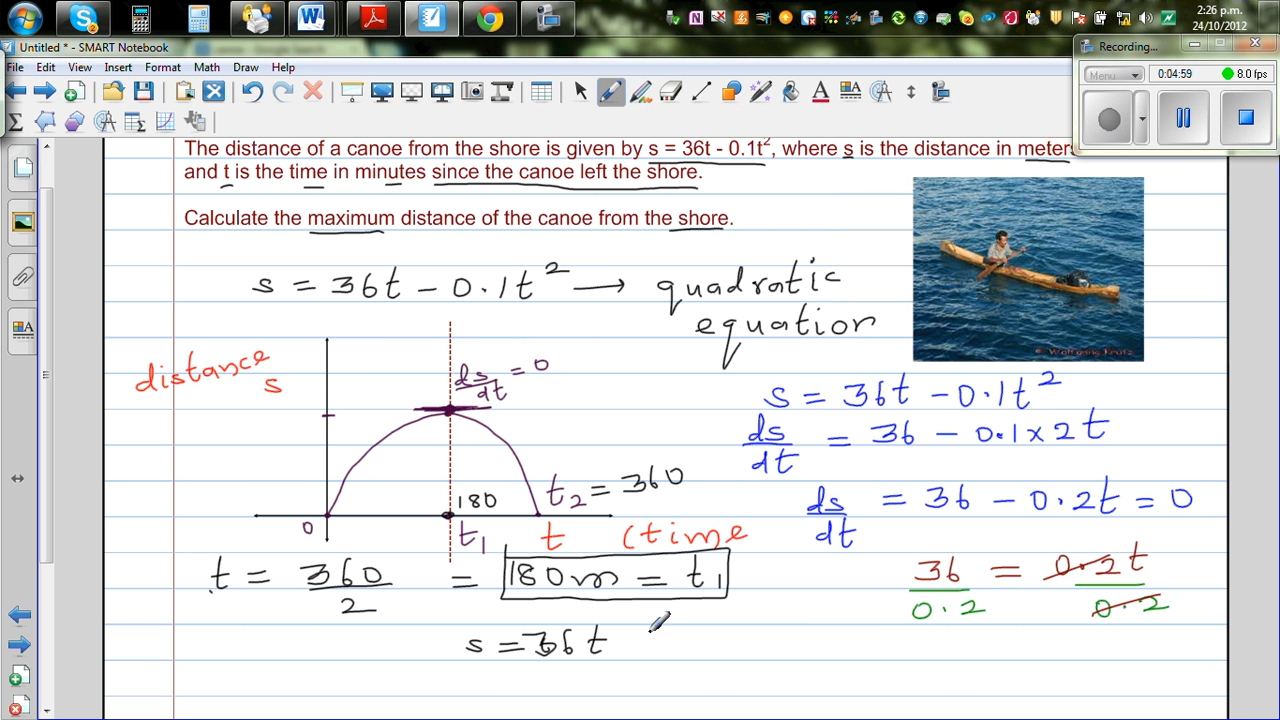 2:26 p.m.
24/10/2012
Untitled * - SMART Notebook
File Edit View Insert Format Math Draw Help
Recording...
Menu
0:04:59
8.0 fps
The distance of a canoe from the shore is given by s = 36t - 0.1t², where s is the distance in meters
and t is the time in minutes since the canoe left the shore.
Calculate the maximum distance of the canoe from the shore.
s = 36t - 0.1t² → quadratic
equation
© Wolfgang Kratz
distance
s
ds/dt = 0
0
180
t₁
t₂ = 360
t (time
t = 360/2 = 180m = t₁
s = 36t
s = 36t - 0.1t²
ds/dt = 36 - 0.1 x 2t
ds/dt = 36 - 0.2t = 0
36/0.2 = 0.2t/0.2